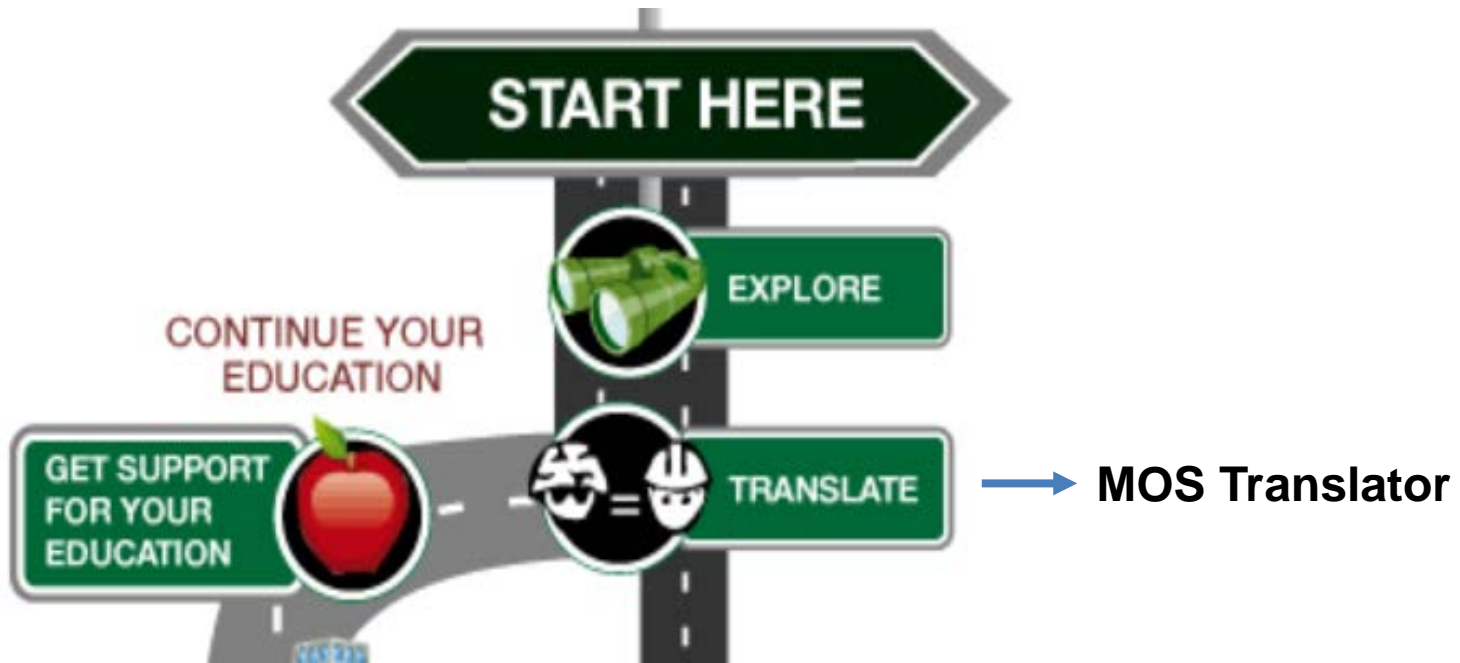 START HERE
EXPLORE
CONTINUE YOUR
EDUCATION
GET SUPPORT
FOR YOUR
EDUCATION
=
TRANSLATE
MOS Translator